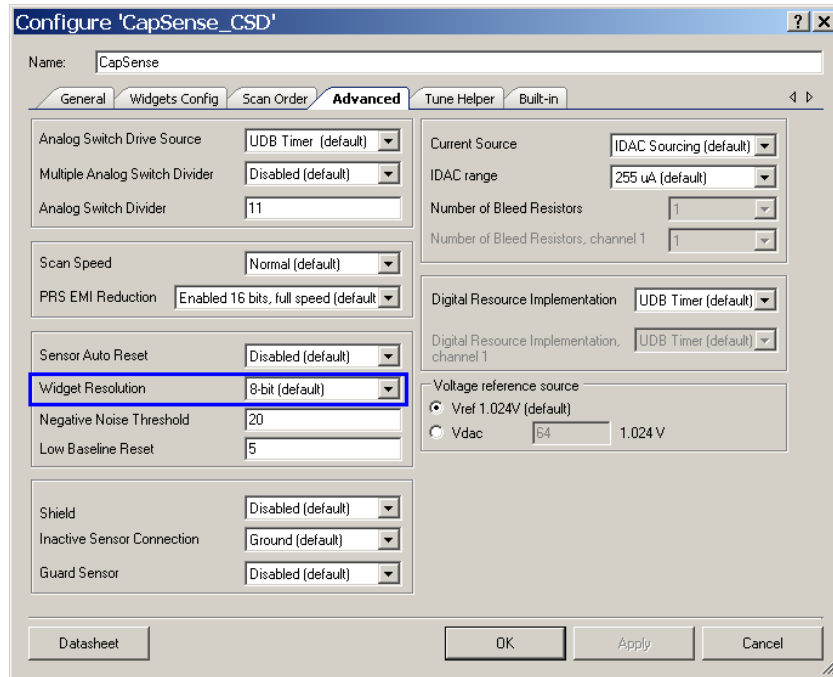 Configure 'CapSense_CSD'
Name: CapSense
General Widgets Config Scan Order Advanced Tune Helper Built-in
Analog Switch Drive Source UDB Timer (default)
Multiple Analog Switch Divider Disabled (default)
Analog Switch Divider 11
Scan Speed Normal (default)
PRS EMI Reduction Enabled 16 bits, full speed (default
Sensor Auto Reset Disabled (default)
Widget Resolution 8-bit (default)
Negative Noise Threshold 20
Low Baseline Reset 5
Shield Disabled (default)
Inactive Sensor Connection Ground (default)
Guard Sensor Disabled (default)
Current Source IDAC Sourcing (default)
IDAC range 255 uA (default)
Number of Bleed Resistors 1
Number of Bleed Resistors, channel 1 1
Digital Resource Implementation UDB Timer (default)
Digital Resource Implementation, UDB Timer (default)
channel 1
Voltage reference source
Vref 1.024V (default)
Vdac 64 1.024 V
Datasheet OK Apply Cancel